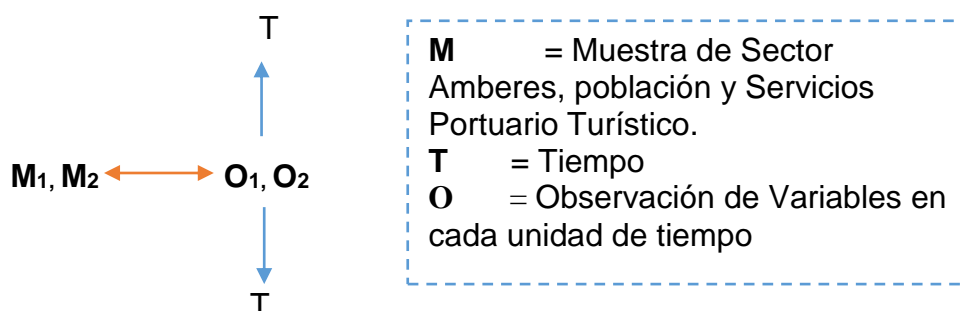 T
M1, M2
O1, O2
T
M = Muestra de Sector
Amberes, población y Servicios
Portuario Turístico.
T = Tiempo
O = Observación de Variables en
cada unidad de tiempo